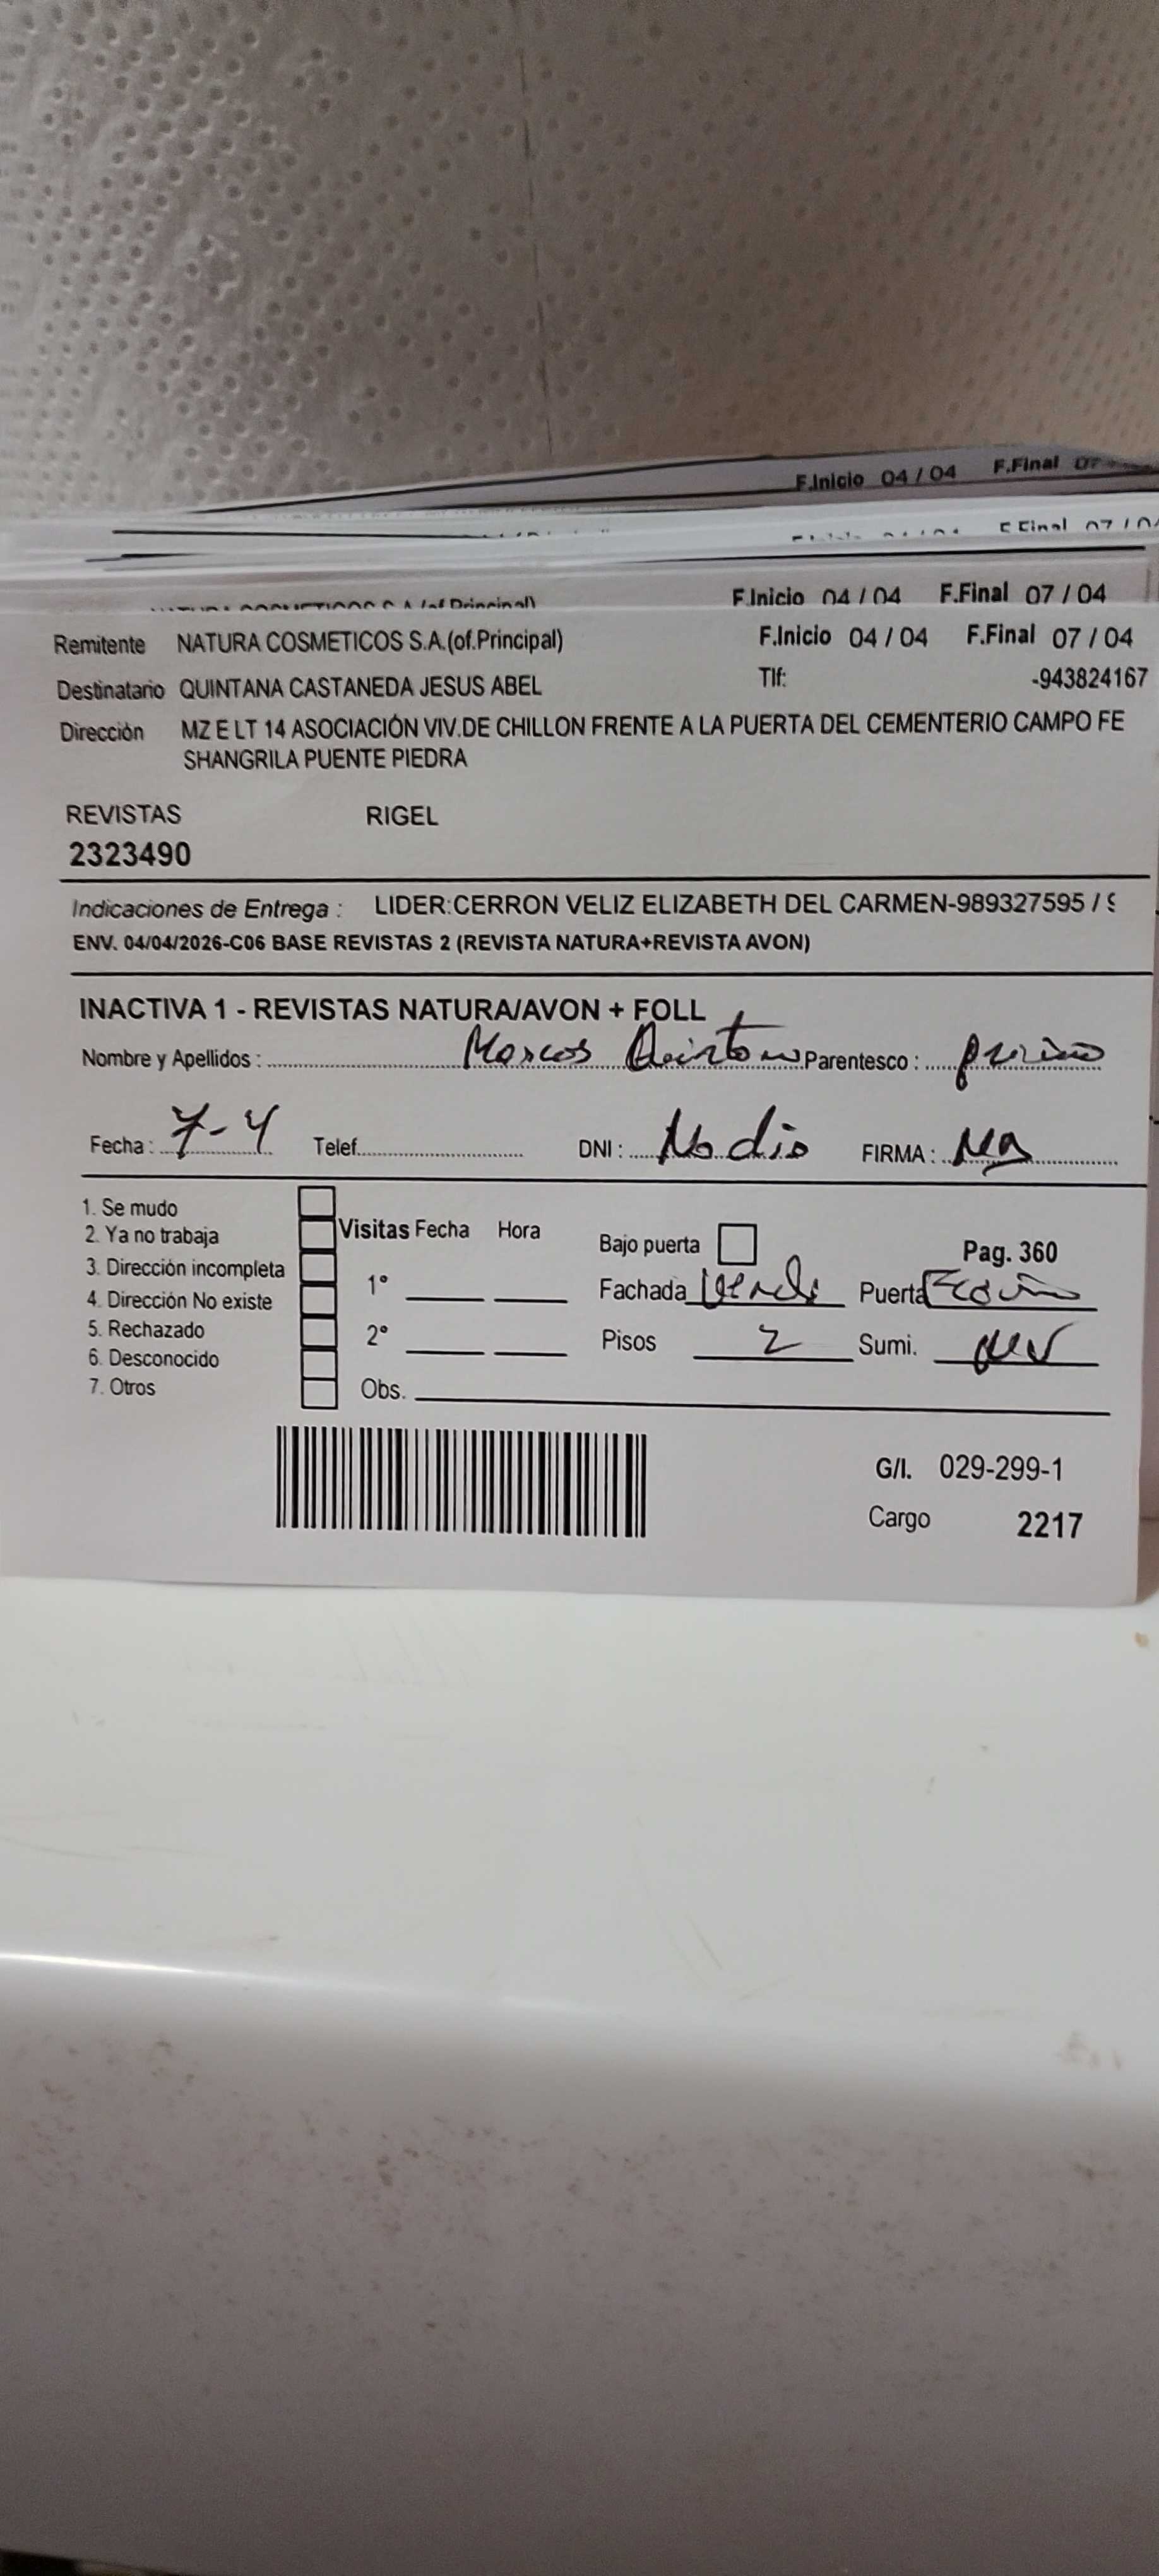 F.Inicio 04/04 F.Final 07
F.Final 07/0
F.Inicio 04/04 F.Final 07/04
Remitente NATURA COSMETICOS S.A.(of.Principal) F.Inicio 04/04 F.Final 07/04
Destinatario QUINTANA CASTANEDA JESUS ABEL Tlf: -943824167
Dirección MZ E LT 14 ASOCIACIÓN VIV.DE CHILLON FRENTE A LA PUERTA DEL CEMENTERIO CAMPO FE
SHANGRILA PUENTE PIEDRA
REVISTAS RIGEL
2323490
Indicaciones de Entrega : LIDER:CERRON VELIZ ELIZABETH DEL CARMEN-989327595 / 9
ENV. 04/04/2026-C06 BASE REVISTAS 2 (REVISTA NATURA+REVISTA AVON)
INACTIVA 1 - REVISTAS NATURA/AVON + FOLL
Nombre y Apellidos : Marcos Quintana Parentesco : primo
Fecha : 7-4 Telef. DNI : No dio FIRMA :
1. Se mudo
2. Ya no trabaja Visitas Fecha Hora Bajo puerta Pag. 360
3. Dirección incompleta 1° Fachada Verde Puerta
4. Dirección No existe
5. Rechazado 2° Pisos 2 Sumi.
6. Desconocido
7. Otros Obs.
G/I. 029-299-1
Cargo 2217